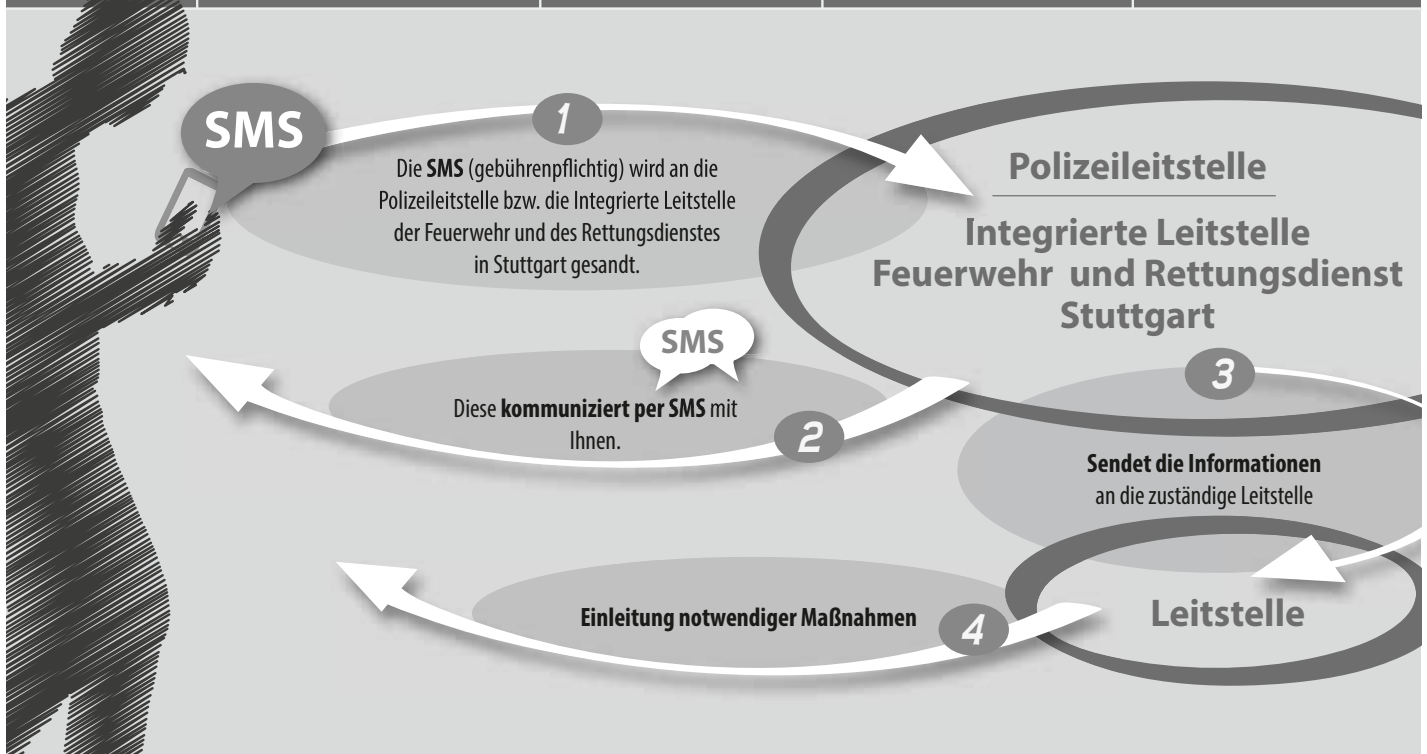 SMS
1
Die SMS (gebührenpflichtig) wird an die
Polizeileitstelle bzw. die Integrierte Leitstelle
der Feuerwehr und des Rettungsdienstes
in Stuttgart gesandt.
Polizeileitstelle
Integrierte Leitstelle
Feuerwehr und Rettungsdienst
Stuttgart
SMS
Diese kommuniziert per SMS mit
Ihnen.
2
3
Sendet die Informationen
an die zuständige Leitstelle
Einleitung notwendiger Maßnahmen
4
Leitstelle